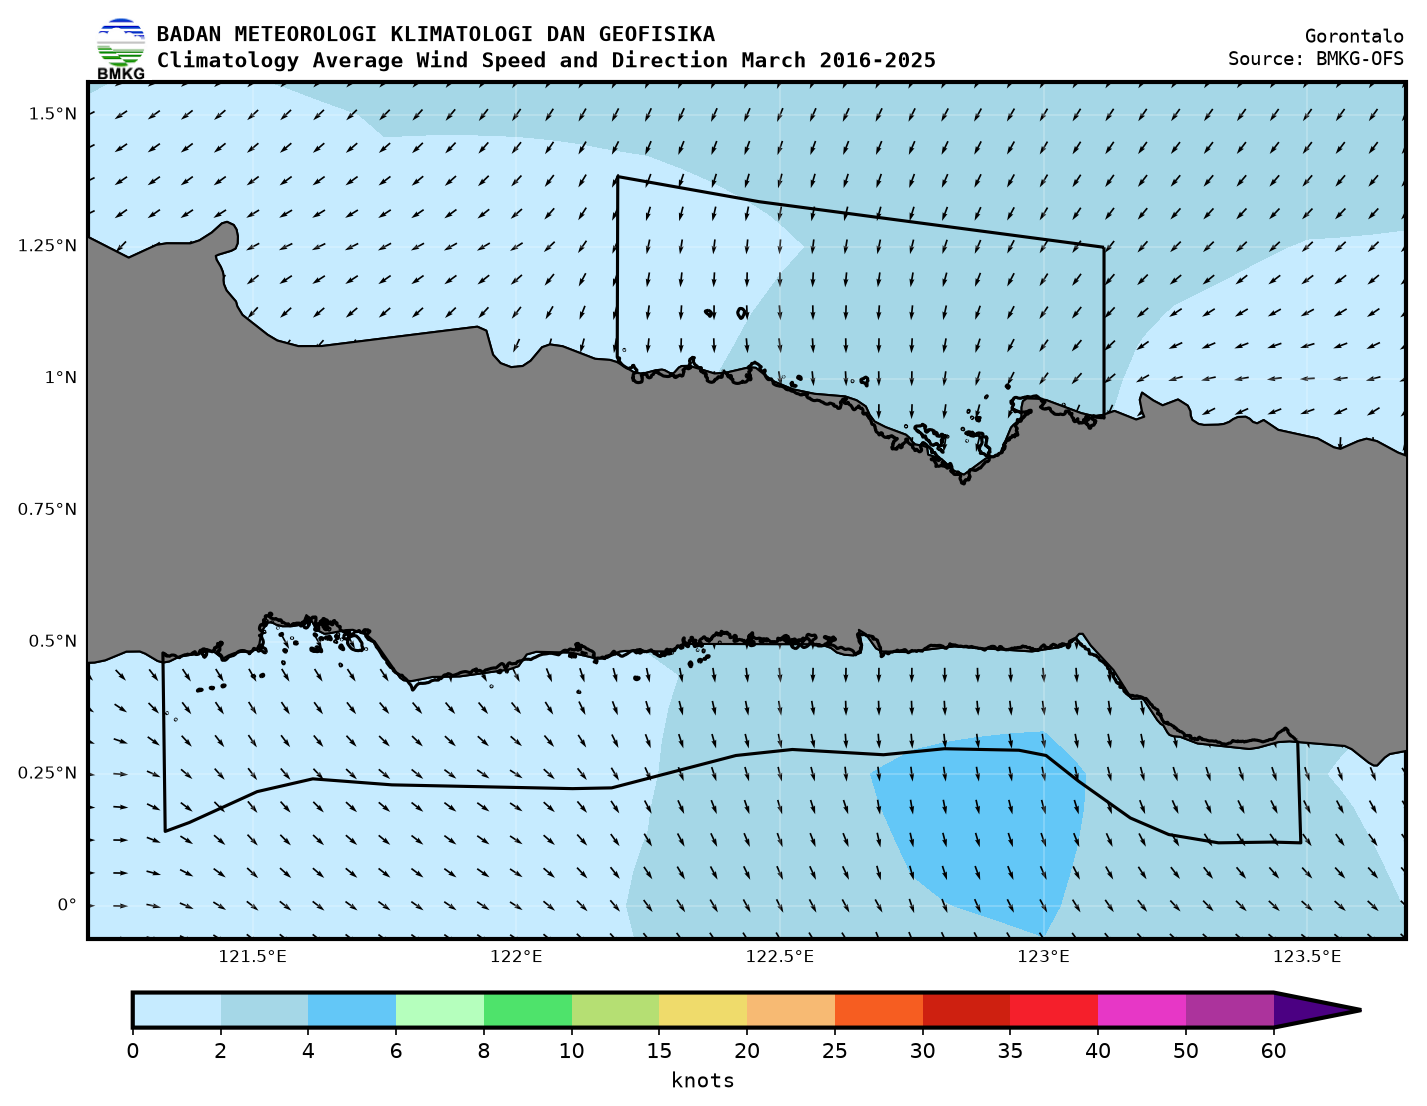 BADAN METEOROLOGI KLIMATOLOGI DAN GEOFISIKA
Climatology Average Wind Speed and Direction March 2016-2025
BMKG
Gorontalo
Source: BMKG-OFS
1.5°N
1.25°N
1°N
0.75°N
0.5°N
0.25°N
0°
121.5°E 122°E 122.5°E 123°E 123.5°E
0 2 4 6 8 10 15 20 25 30 35 40 50 60
knots